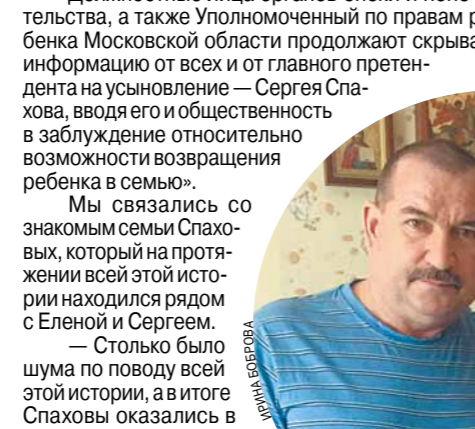 тельства, а также Уполномоченный по правам р
бенка Московской области продолжают скрыва
информацию от всех и от главного претен-
дента на усыновление — Сергея Спа-
хова, вводя его и общественность
в заблуждение относительно
возможности возвращения
ребенка в семью».
Мы связались со
знакомым семьи Спахо-
вых, который на протя-
жении всей этой исто-
рии находился рядом
с Еленой и Сергеем.
— Столько было
шума по поводу всей
этой истории, а в итоге
Спаховы оказались в
ИРИНА БОБРОВА